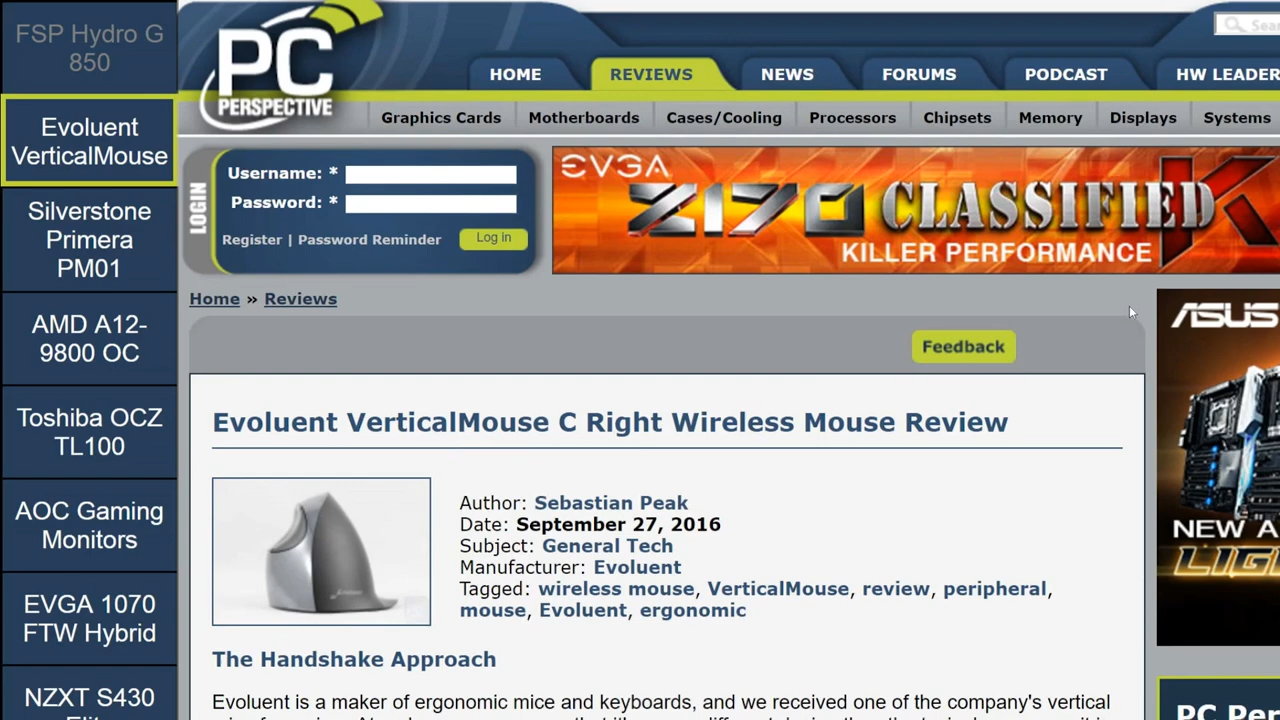 FSP Hydro G
850
Evoluent
VerticalMouse
Silverstone
Primera
PM01
AMD A12-
9800 OC
Toshiba OCZ
TL100
AOC Gaming
Monitors
EVGA 1070
FTW Hybrid
NZXT S430
PC
PERSPECTIVE
HOME
REVIEWS
NEWS
FORUMS
PODCAST
HW LEADER
Sear
Graphics Cards
Motherboards
Cases/Cooling
Processors
Chipsets
Memory
Displays
Systems
LOGIN
Username: *
Password: *
Register | Password Reminder
Log In
EVGA
Z170 CLASSIFIED K
KILLER PERFORMANCE
Home » Reviews
Feedback
ASUS
NEW A
LIG
Evoluent VerticalMouse C Right Wireless Mouse Review
Author: Sebastian Peak
Date: September 27, 2016
Subject: General Tech
Manufacturer: Evoluent
Tagged: wireless mouse, VerticalMouse, review, peripheral,
mouse, Evoluent, ergonomic
The Handshake Approach
Evoluent is a maker of ergonomic mice and keyboards, and we received one of the company's vertical
PC Per